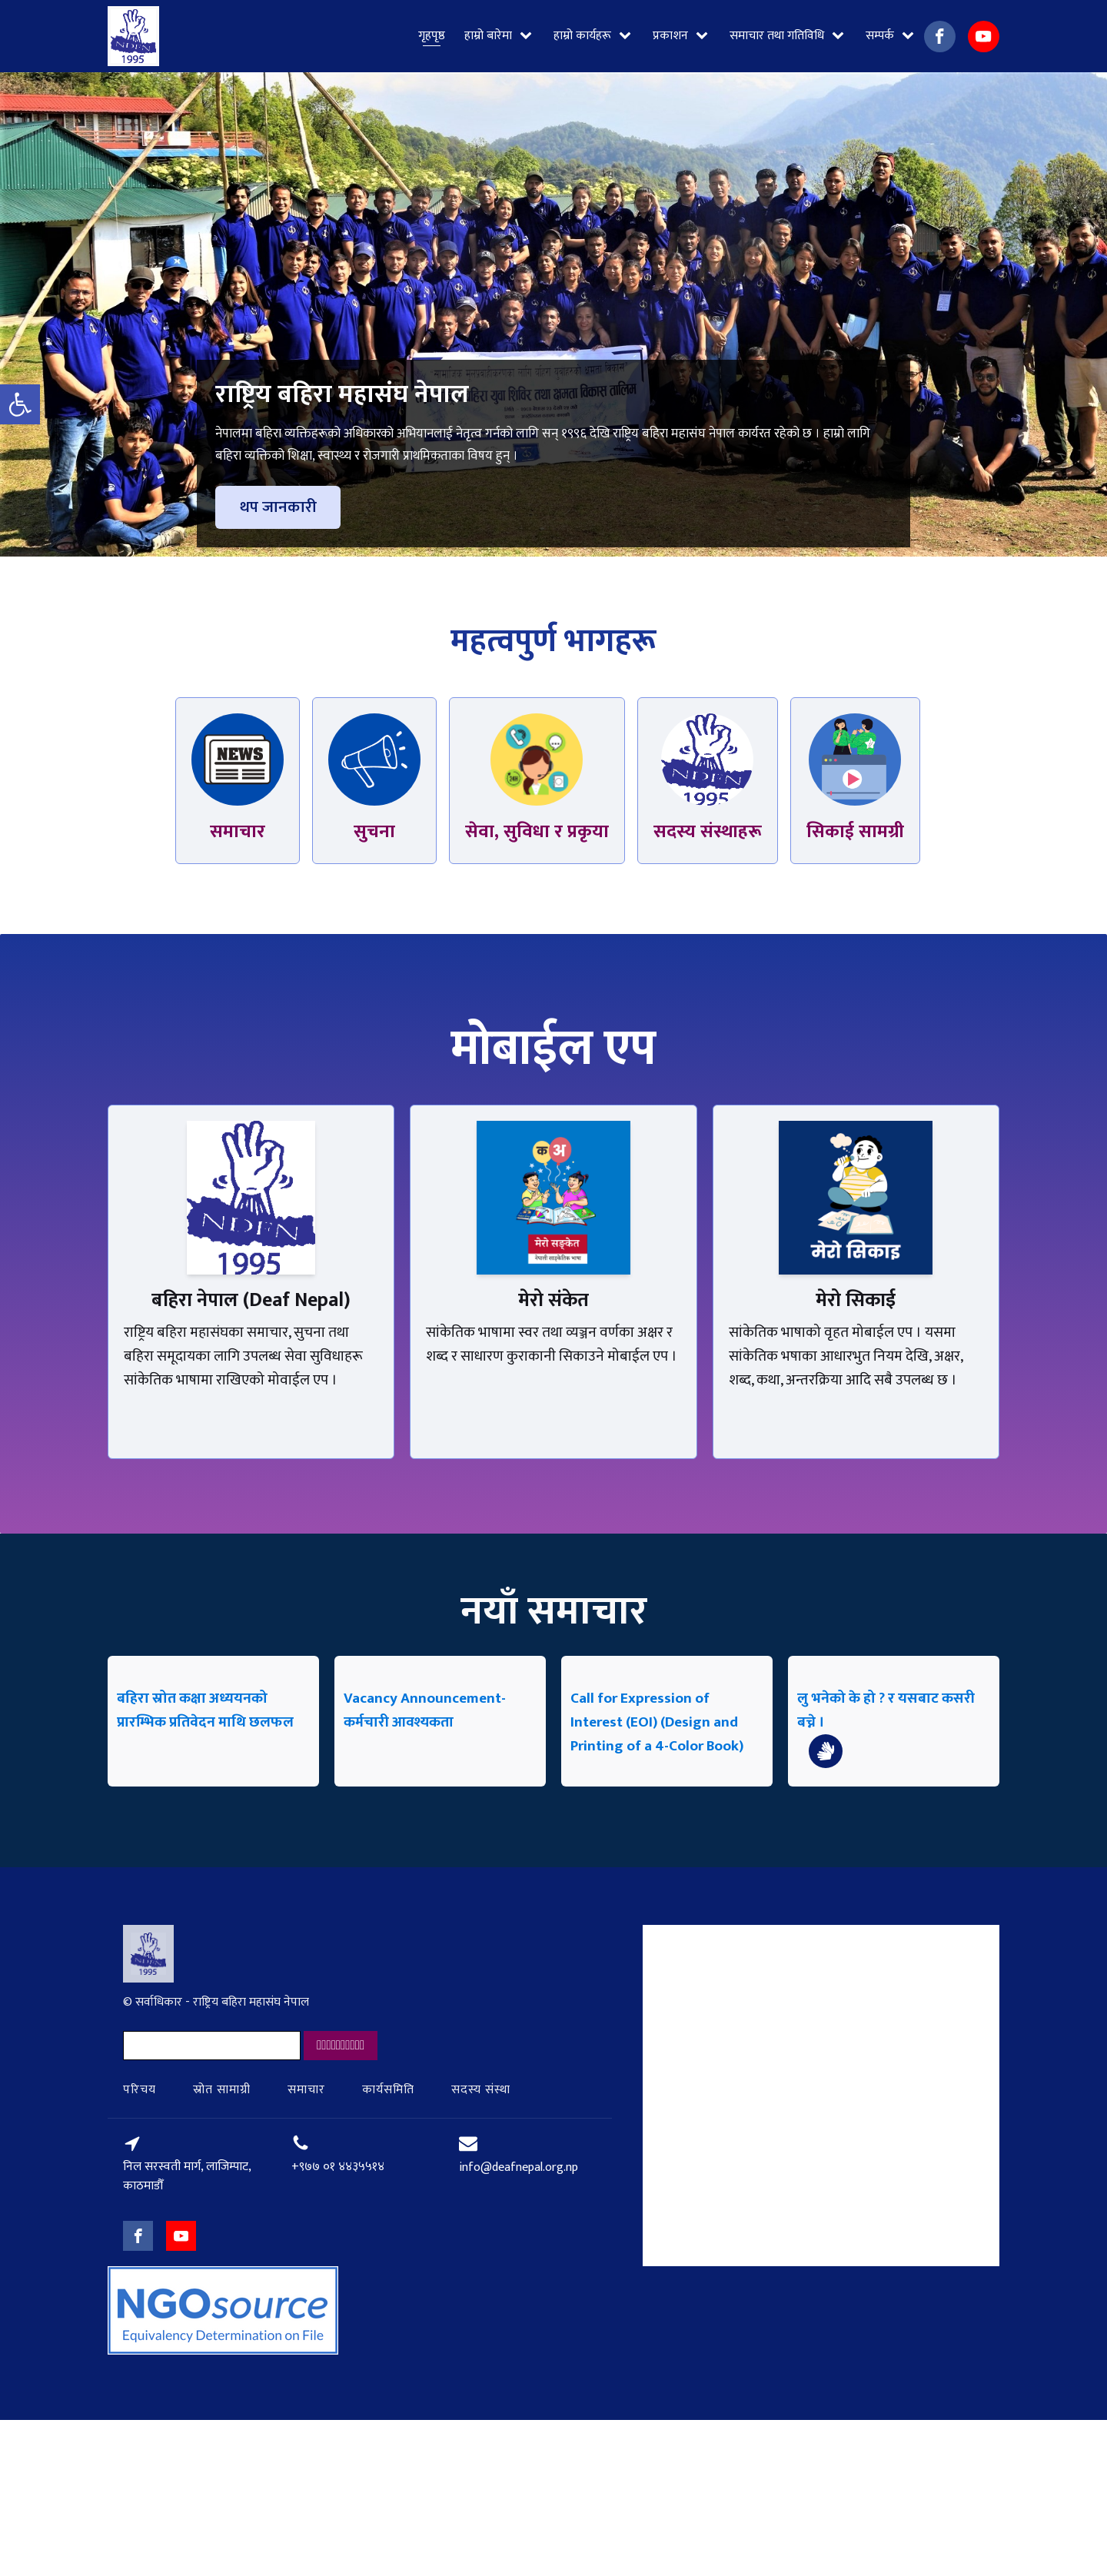 NDFN
1995
गृहपृष्ठ
हाम्रो बारेमा
हाम्रो कार्यहरू
प्रकाशन
समाचार तथा गतिविधि
सम्पर्क
राष्ट्रिय बहिरा महासंघ नेपाल
नेपालमा बहिरा व्यक्तिहरूको अधिकारको अभियानलाई नेतृत्व गर्नको लागि सन् १९९६ देखि राष्ट्रिय बहिरा महासंघ नेपाल कार्यरत रहेको छ । हाम्रो लागि
बहिरा व्यक्तिको शिक्षा, स्वास्थ्य र रोजगारी प्राथमिकताका विषय हुन् ।
थप जानकारी
महत्वपुर्ण भागहरू
NEWS
24H
NDFN
1995
समाचार
सुचना
सेवा, सुविधा र प्रकृया
सदस्य संस्थाहरू
सिकाई सामग्री
मोबाईल एप
NDFN
1995
क अ
मेरो सङ्केत
नेपाली साङ्केतिक भाषा
मेरो सिकाइ
बहिरा नेपाल (Deaf Nepal)
राष्ट्रिय बहिरा महासंघका समाचार, सुचना तथा
बहिरा समूदायका लागि उपलब्ध सेवा सुविधाहरू
सांकेतिक भाषामा राखिएको मोवाईल एप ।
मेरो संकेत
सांकेतिक भाषामा स्वर तथा व्यञ्जन वर्णका अक्षर र
शब्द र साधारण कुराकानी सिकाउने मोबाईल एप ।
मेरो सिकाई
सांकेतिक भाषाको वृहत मोबाईल एप । यसमा
सांकेतिक भषाका आधारभुत नियम देखि, अक्षर,
शब्द, कथा, अन्तरक्रिया आदि सबै उपलब्ध छ ।
नयाँ समाचार
बहिरा स्रोत कक्षा अध्ययनको
प्रारम्भिक प्रतिवेदन माथि छलफल
Vacancy Announcement-
कर्मचारी आवश्यकता
Call for Expression of
Interest (EOI) (Design and
Printing of a 4-Color Book)
लु भनेको के हो ? र यसबाट कसरी
बच्ने ।
NDFN
1995
© सर्वाधिकार - राष्ट्रिय बहिरा महासंघ नेपाल
परिचय
स्रोत सामाग्री
समाचार
कार्यसमिति
सदस्य संस्था
निल सरस्वती मार्ग, लाजिम्पाट,
काठमाडौँ
+९७७ ०१ ४४३५५१४
info@deafnepal.org.np
NGOsource
Equivalency Determination on File